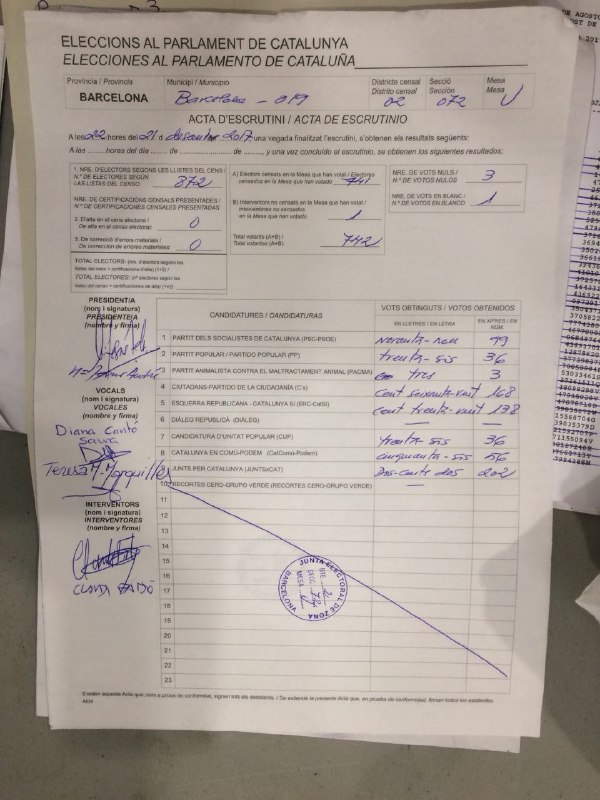 ELECCIONS AL PARLAMENT DE CATALUNYA
ELECCIONES AL PARLAMENTO DE CATALUÑA
Província / Provincia
BARCELONA
Municipi / Municipio
Barcelona - 019
Districte censal
Distrito censal
02
Secció
Sección
072
Mesa
Mesa
U
ACTA D'ESCRUTINI / ACTA DE ESCRUTINIO
A les 22 hores del 21 d desembre 2017 una vegada finalitzat l'escrutini, s'obtenen els resultats següents:
A las hores del día de de y una vez concluido el escrutinio, se obtienen los siguientes resultados:
1. NRE. D'ELECTORS SEGONS LES LLISTES DEL CENS /
N.º DE ELECTORES SEGÚN
LAS LISTAS DEL CENSO 872
NRE. DE CERTIFICACIONS CENSALS PRESENTADES /
N.º DE CERTIFICACIONES CENSALES PRESENTADAS
2. D'alta en el cens electoral /
De alta en el censo electoral: 0
3. De correcció d'errors materials /
De corrección de errores materiales: 0
TOTAL ELECTORS: (nre. d'electors segons les
llistes del cens + certificacions d'alta) (1+2) /
TOTAL ELECTORES: (nº electores según las
listas del censo + certificaciones de alta) (1+2)
A) Electors censats en la Mesa que han votat / Electores
censados en la Mesa que han votado 741
B) Interventors no censats en la Mesa que han votat /
Interventores no censados
en la Mesa que han votado 1
Total votants (A+B) /
Total votantes (A+B) 742
NRE. DE VOTS NULS /
N.º DE VOTOS NULOS 3
NRE. DE VOTS EN BLANC /
N.º DE VOTOS EN BLANCO 1
PRESIDENT/A
(nom i signatura)
PRESIDENTE/A
(nombre y firma)
VOCALS
(nom i signatura)
VOCALES
(nombre y firma)
Diana Cantó
Saura
Teresa M. Marquilles
INTERVENTORS
(nom i signatura)
INTERVENTORES
(nombre y firma)
CANDIDATURES / CANDIDATURAS
VOTS OBTINGUTS / VOTOS OBTENIDOS
EN LLETRES / EN LETRA
EN XIFRES / EN NÚM.
1 PARTIT DELS SOCIALISTES DE CATALUNYA (PSC-PSOE) Noranta-nou 99
2 PARTIT POPULAR / PARTIDO POPULAR (PP) trenta-sis 36
3 PARTIT ANIMALISTA CONTRA EL MALTRACTAMENT ANIMAL (PACMA) tres 3
4 CIUTADANS-PARTIDO DE LA CIUDADANÍA (C's) Cent seixanta-vuit 168
5 ESQUERRA REPUBLICANA - CATALUNYA SÍ (ERC-CatSí) Cent trenta-vuit 138
6 DIÀLEG REPUBLICÀ (DIÀLEG) —
7 CANDIDATURA D'UNITAT POPULAR (CUP) trenta-sis 36
8 CATALUNYA EN COMÚ-PODEM (CatComú-Podem) cinquanta-sis 56
9 JUNTS PER CATALUNYA (JUNTSxCAT) Dos-cents dos 202
10 RECORTES CERO-GRUPO VERDE (RECORTES CERO-GRUPO VERDE) —
11
12
13
14
15
16
17
18
19
20
21
22
23
JUNTA ELECTORAL DE ZONA
BARCELONA
DTE. 2
SECC. 72
MESA U
S'estén aquesta Acta que, com a prova de conformitat, signen tots els assistents. / Se extiende la presente Acta que, en prueba de conformidad, firman todos los asistentes.